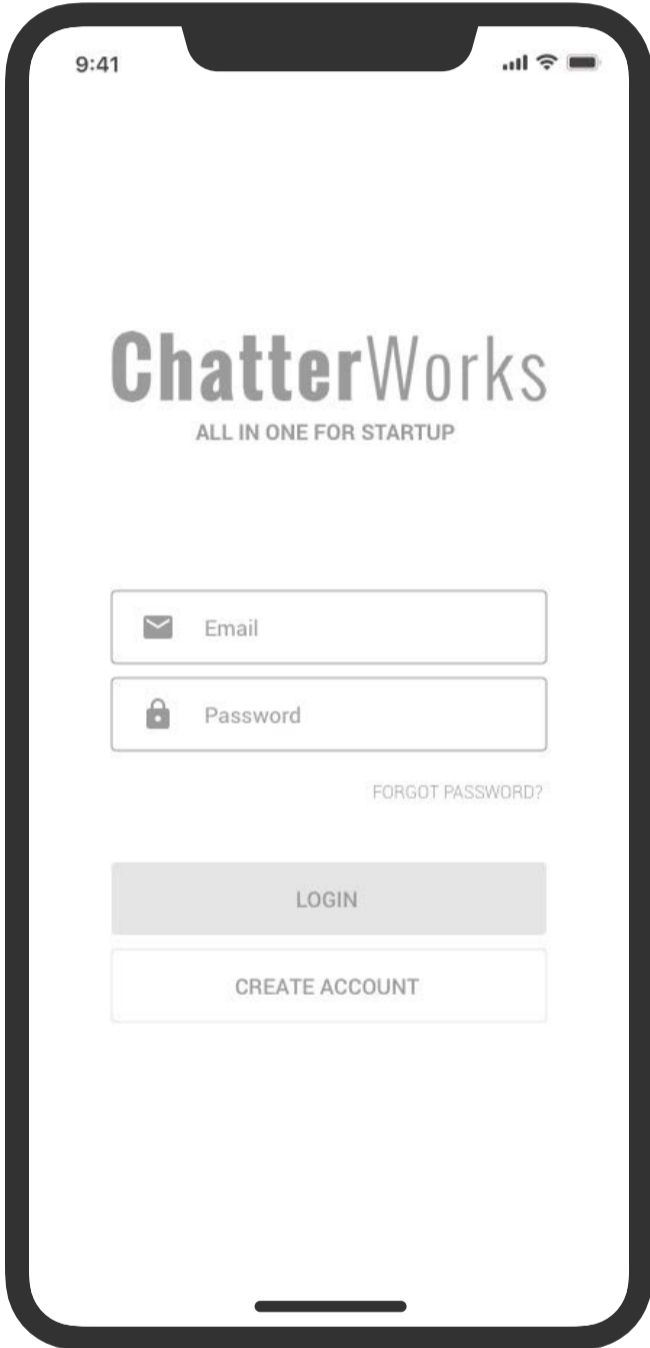 9:41
ChatterWorks
ALL IN ONE FOR STARTUP
Email
Password
FORGOT PASSWORD?
LOGIN
CREATE ACCOUNT